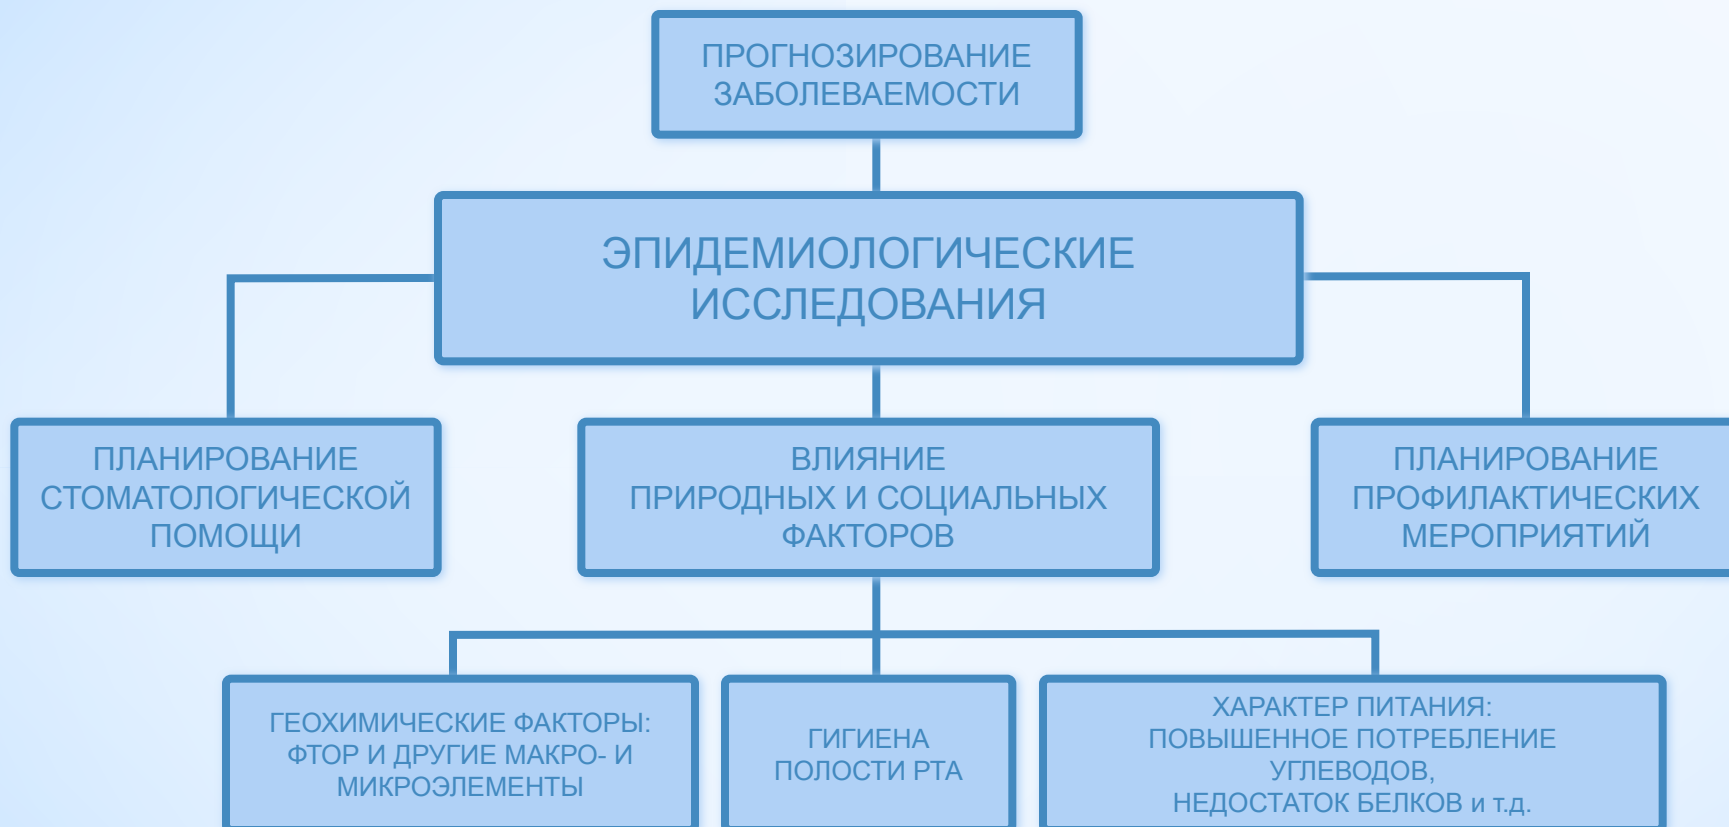 ПРОГНОЗИРОВАНИЕ
ЗАБОЛЕВАЕМОСТИ
ЭПИДЕМИОЛОГИЧЕСКИЕ
ИССЛЕДОВАНИЯ
ПЛАНИРОВАНИЕ
СТОМАТОЛОГИЧЕСКОЙ
ПОМОЩИ
ВЛИЯНИЕ
ПРИРОДНЫХ И СОЦИАЛЬНЫХ
ФАКТОРОВ
ПЛАНИРОВАНИЕ
ПРОФИЛАКТИЧЕСКИХ
МЕРОПРИЯТИЙ
ГЕОХИМИЧЕСКИЕ ФАКТОРЫ:
ФТОР И ДРУГИЕ МАКРО- И
МИКРОЭЛЕМЕНТЫ
ГИГИЕНА
ПОЛОСТИ РТА
ХАРАКТЕР ПИТАНИЯ:
ПОВЫШЕННОЕ ПОТРЕБЛЕНИЕ
УГЛЕВОДОВ,
НЕДОСТАТОК БЕЛКОВ и т.д.